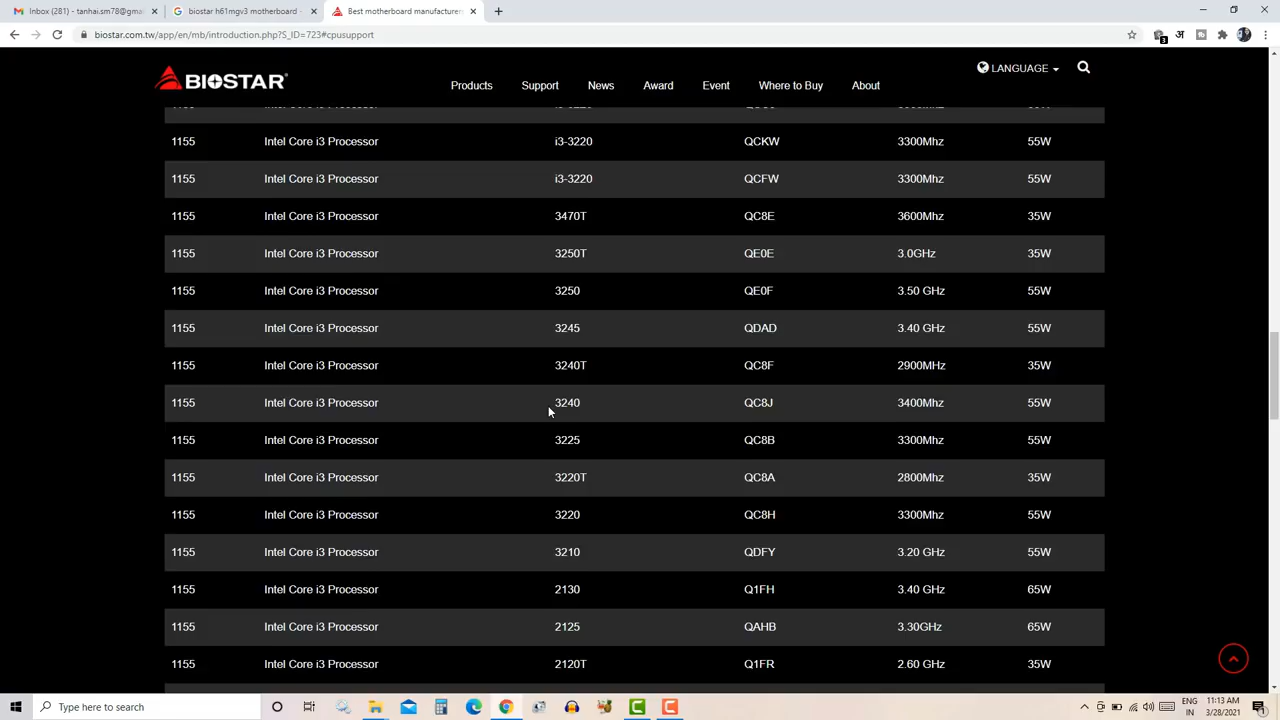 Inbox (281) - tanhai.sm78@gmai
biostar h61mgv3 motherboard -
Best motherboard manufacturer
biostar.com.tw/app/en/mb/introduction.php?S_ID=723#cpusupport
3
अ
BIOSTAR
Products Support News Award Event Where to Buy About
LANGUAGE
1155 Intel Core i3 Processor i3-3220 QCKW 3300Mhz 55W
1155 Intel Core i3 Processor i3-3220 QCFW 3300Mhz 55W
1155 Intel Core i3 Processor 3470T QC8E 3600Mhz 35W
1155 Intel Core i3 Processor 3250T QE0E 3.0GHz 35W
1155 Intel Core i3 Processor 3250 QE0F 3.50 GHz 55W
1155 Intel Core i3 Processor 3245 QDAD 3.40 GHz 55W
1155 Intel Core i3 Processor 3240T QC8F 2900MHz 35W
1155 Intel Core i3 Processor 3240 QC8J 3400Mhz 55W
1155 Intel Core i3 Processor 3225 QC8B 3300Mhz 55W
1155 Intel Core i3 Processor 3220T QC8A 2800Mhz 35W
1155 Intel Core i3 Processor 3220 QC8H 3300Mhz 55W
1155 Intel Core i3 Processor 3210 QDFY 3.20 GHz 55W
1155 Intel Core i3 Processor 2130 Q1FH 3.40 GHz 65W
1155 Intel Core i3 Processor 2125 QAHB 3.30GHz 65W
1155 Intel Core i3 Processor 2120T Q1FR 2.60 GHz 35W
Type here to search
ENG
IN
11:13 AM
3/28/2021
1